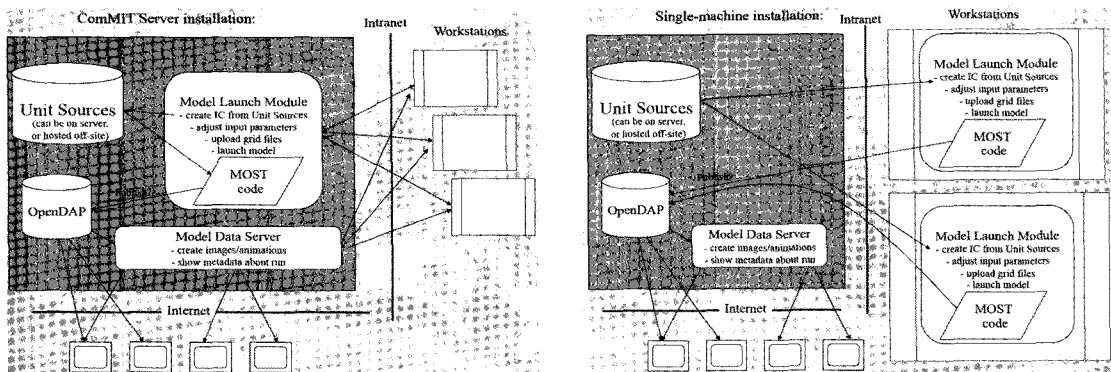 ComMIT Server installation:
Intranet
Workstations
Unit Sources
(can be on server,
or hosted off-site)
Model Launch Module
- create IC from Unit Sources
- adjust input parameters
- upload grid files
- launch model
MOST
code
OpenDAP
Model Data Server
- create images/animations
- show metadata about run
Internet
Single-machine installation:
Intranet
Workstations
Unit Sources
(can be on server,
or hosted off-site)
Model Launch Module
- create IC from Unit Sources
- adjust input parameters
- upload grid files
- launch model
MOST
code
OpenDAP
Model Data Server
- create images/animations
- show metadata about run
Model Launch Module
- create IC from Unit Sources
- adjust input parameters
- upload grid files
- launch model
MOST
code
Internet